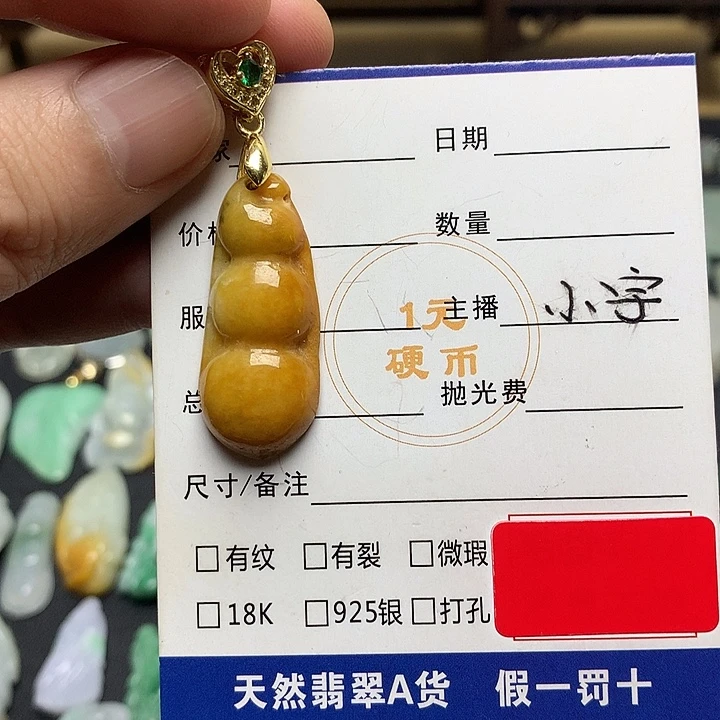 家 日期
价格 数量
服 主播 小宇
1元
硬币
总 抛光费
尺寸/备注
□有纹 □有裂 □微瑕
□18K □925银 □打孔
天然翡翠A货 假一罚十